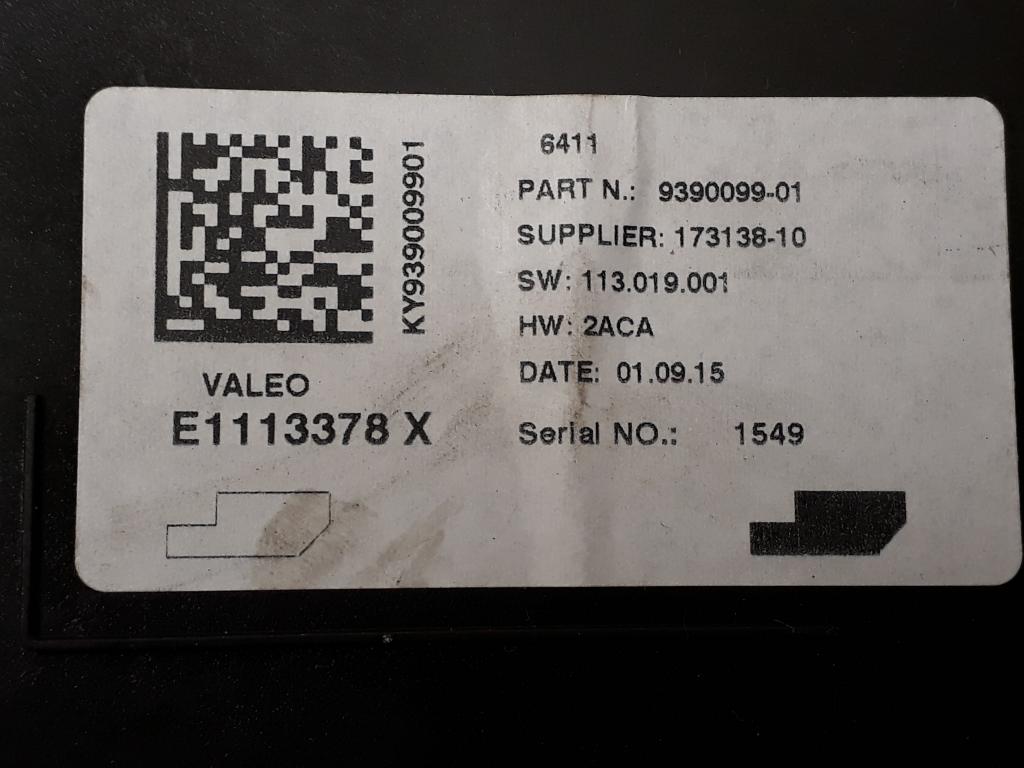 KY939009901
VALEO
E1113378 X
6411
PART N.: 9390099-01
SUPPLIER: 173138-10
SW: 113.019.001
HW: 2ACA
DATE: 01.09.15
Serial NO.: 1549